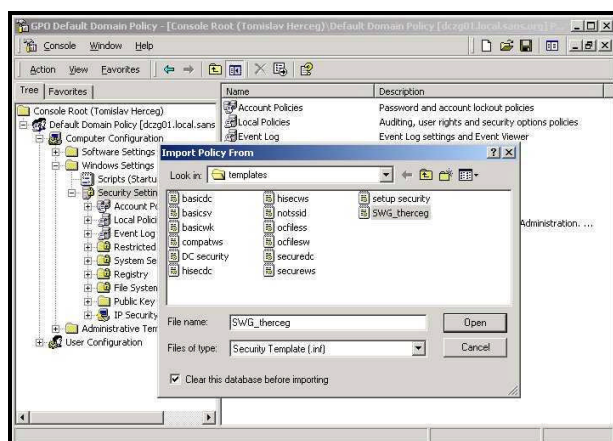 GPO Default Domain Policy - [Console Root (Tomislav Herceg)\Default Domain Policy [dczg01.local.sans.org]
Console Window Help
Action View Favorites
Tree Favorites
Name Description
Console Root (Tomislav Herceg)
Default Domain Policy [dczg01.local.sans
Computer Configuration
Software Settings
Windows Settings
Scripts (Startu
Security Settin
Account Po
Local Polici
Event Log
Restricted
System Se
Registry
File System
Public Key
IP Security
Administrative Tem
User Configuration
Account Policies Password and account lockout policies
Local Policies Auditing, user rights and security options policies
Event Log Event Log settings and Event Viewer
Administration. ...
Import Policy From
Look in: templates
basicdc hisecws setup security
basicsv notssid SWG_therceg
basicwk ocfiless
compatws ocfilesw
DC security securedc
hisecdc securews
File name: SWG_therceg Open
Files of type: Security Template (.inf) Cancel
Clear this database before importing